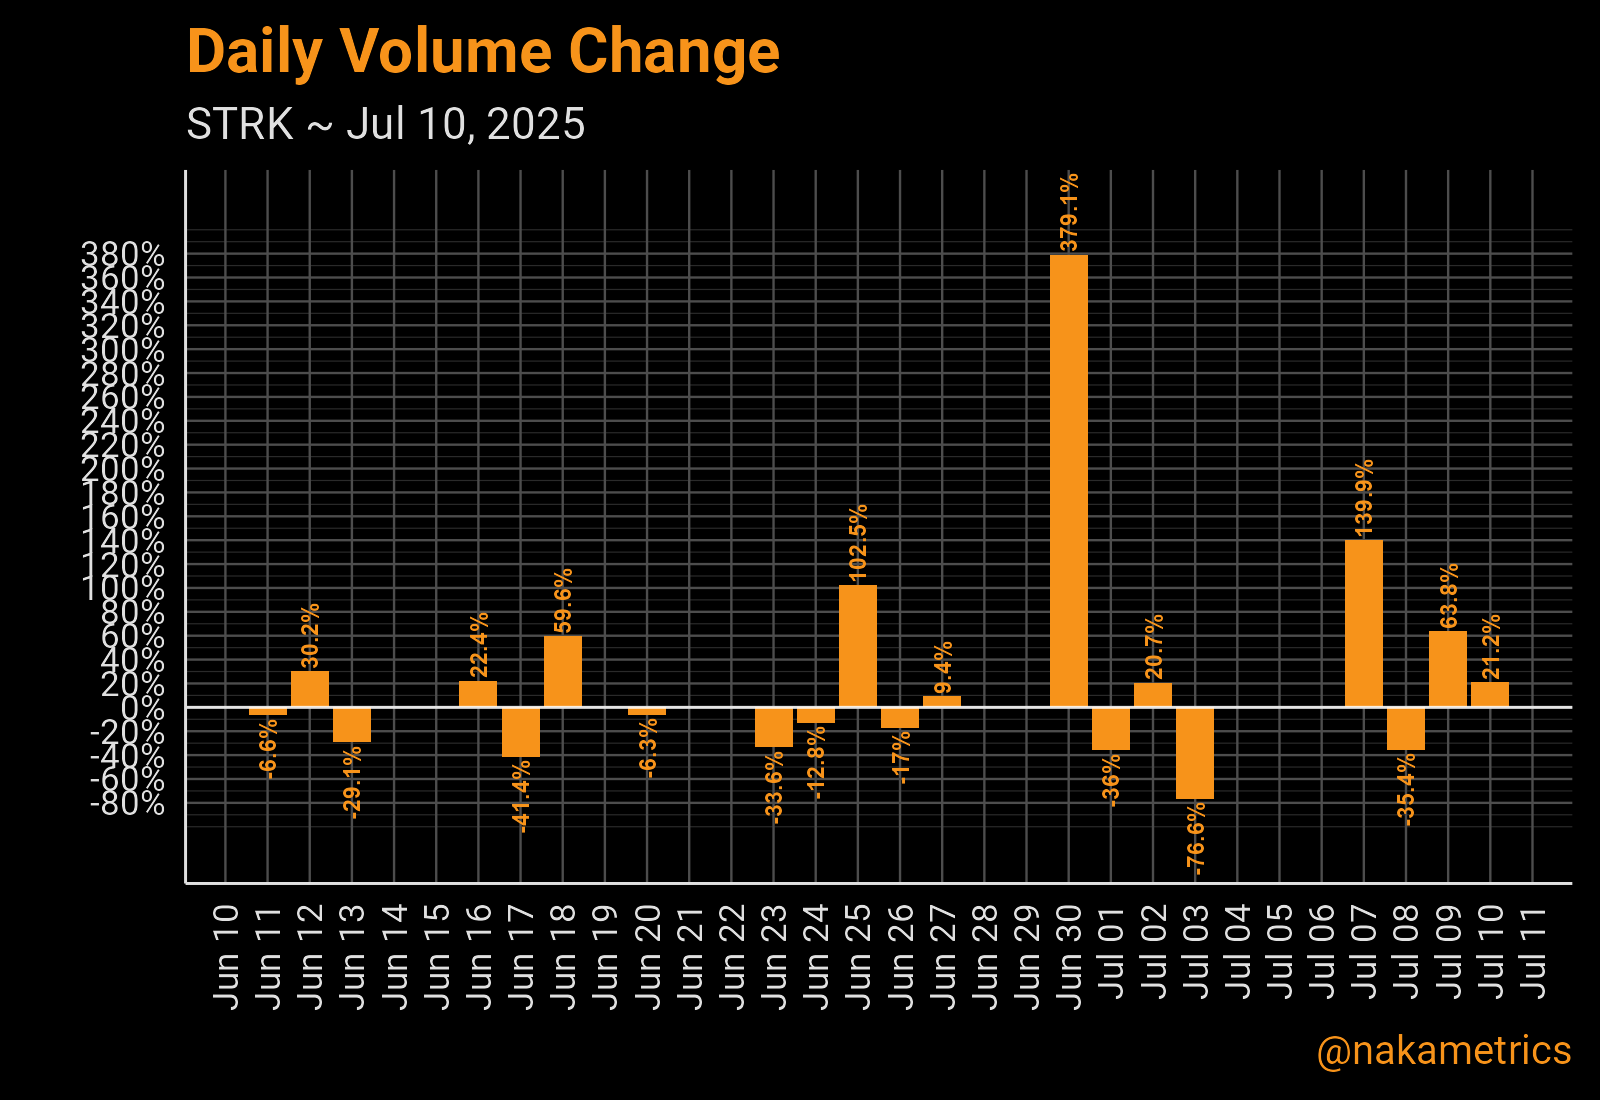 Daily Volume Change
STRK ~ Jul 10, 2025
380%
360%
340%
320%
300%
280%
260%
240%
220%
200%
180%
160%
140%
120%
100%
80%
60%
40%
20%
0%
-20%
-40%
-60%
-80%
-6.6%
30.2%
-29.1%
22.4%
-41.4%
59.6%
-6.3%
-33.6%
-12.8%
102.5%
-17%
9.4%
379.1%
-36%
20.7%
-76.6%
139.9%
-35.4%
63.8%
21.2%
Jun 10
Jun 11
Jun 12
Jun 13
Jun 14
Jun 15
Jun 16
Jun 17
Jun 18
Jun 19
Jun 20
Jun 21
Jun 22
Jun 23
Jun 24
Jun 25
Jun 26
Jun 27
Jun 28
Jun 29
Jun 30
Jul 01
Jul 02
Jul 03
Jul 04
Jul 05
Jul 06
Jul 07
Jul 08
Jul 09
Jul 10
Jul 11
@nakametrics